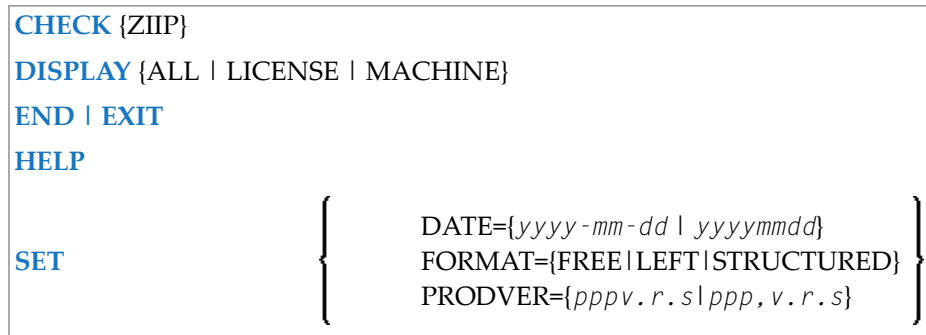 CHECK {ZIIP}
DISPLAY {ALL | LICENSE | MACHINE}
END | EXIT
HELP
DATE={yyyy-mm-dd | yyyymmdd}
SET { FORMAT={FREE|LEFT|STRUCTURED} }
PRODVER={pppv.r.s|ppp,v.r.s}